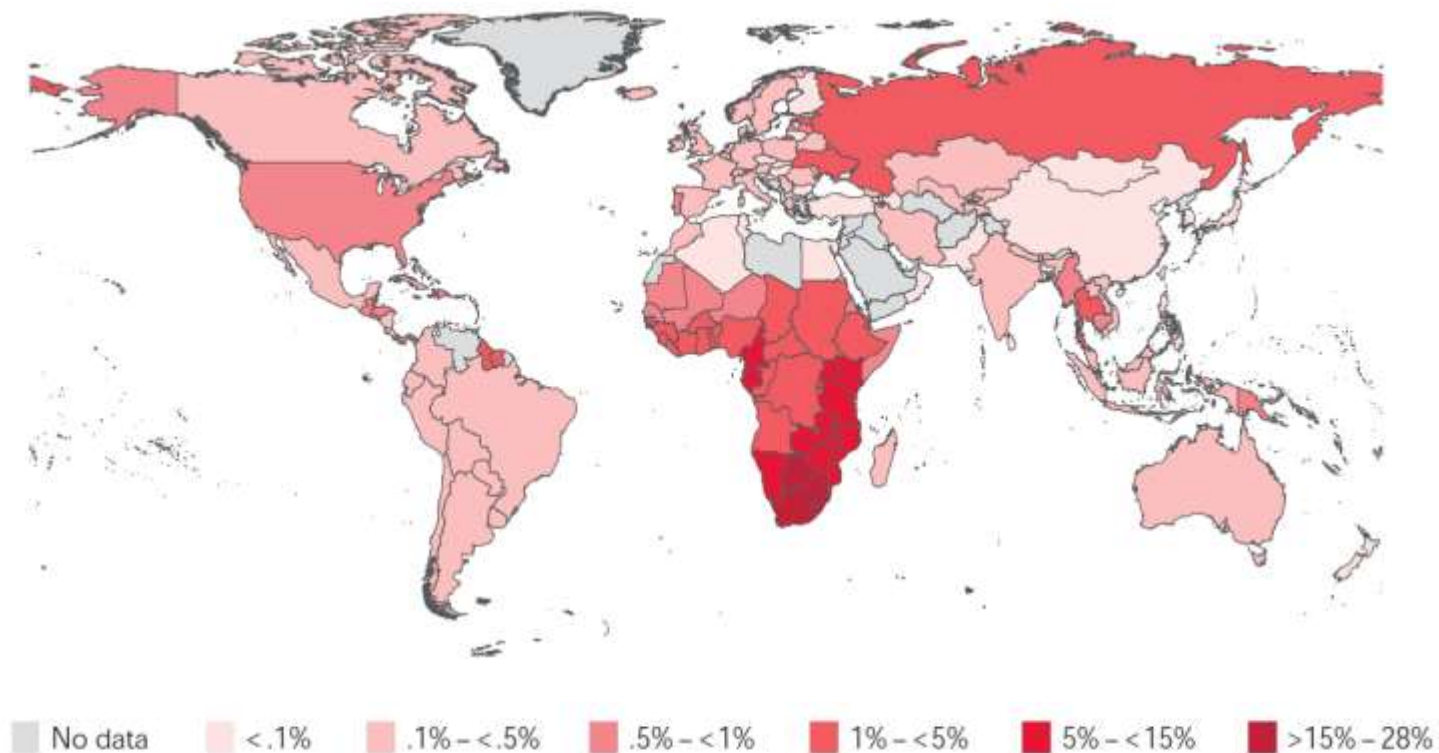 No data <.1% .1% – <.5% .5% – <1% 1% – <5% 5% – <15% >15% – 28%